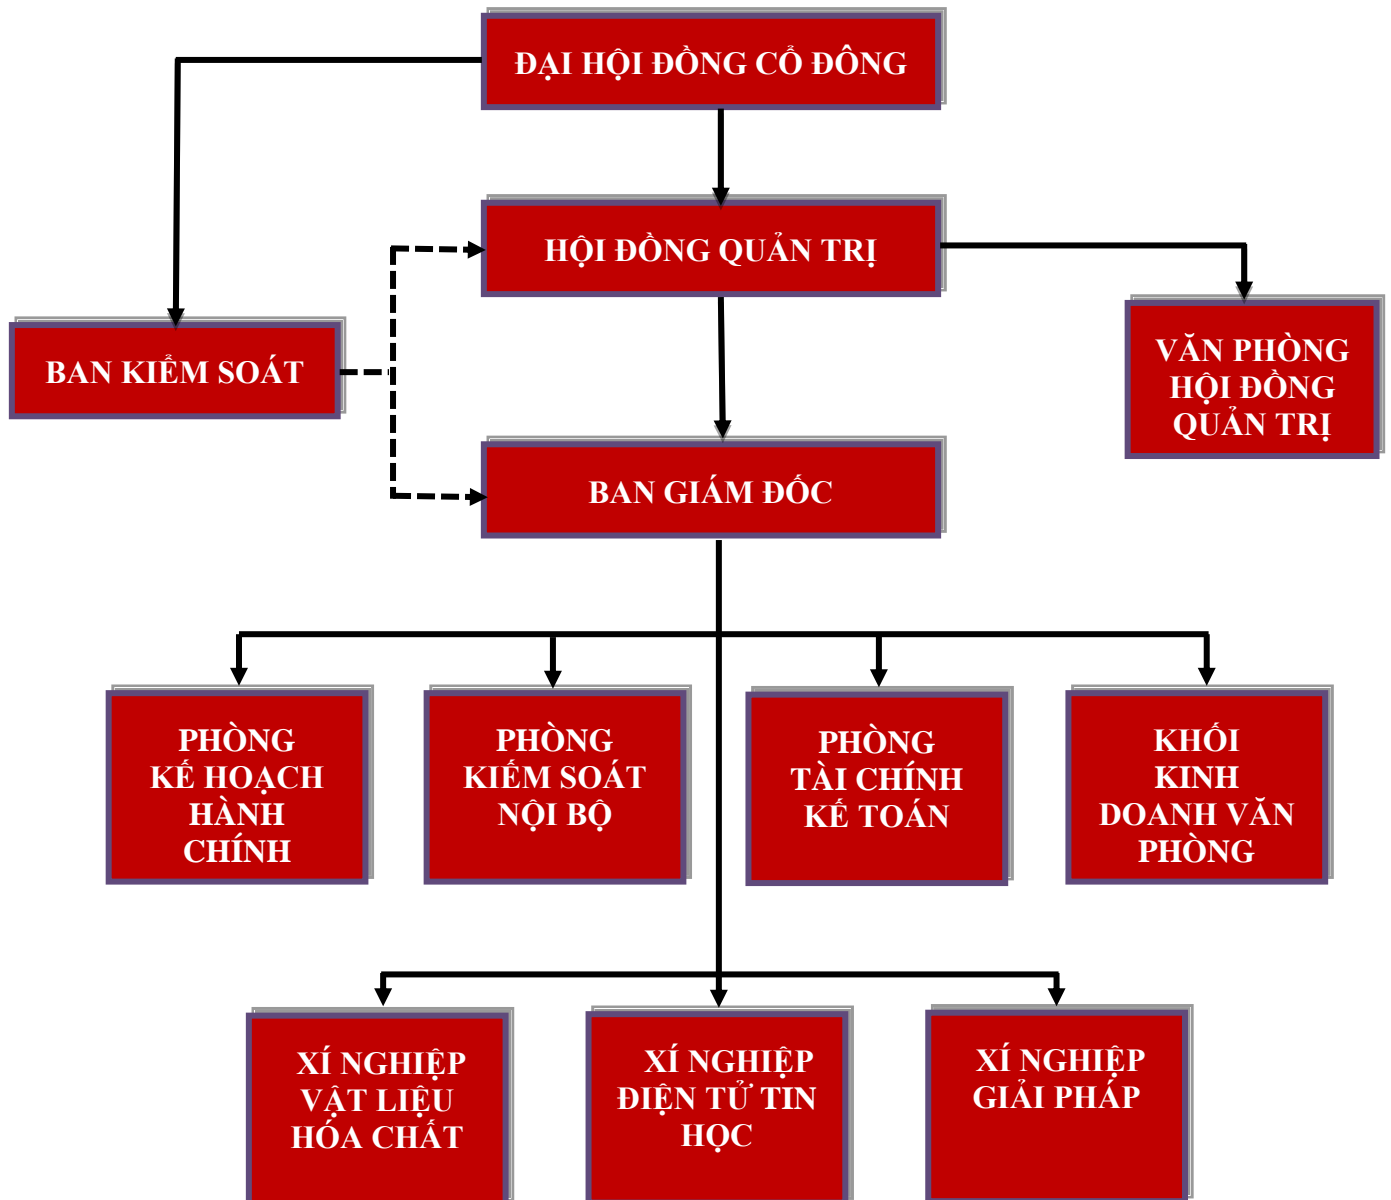 ĐẠI HỘI ĐỒNG CỔ ĐÔNG
HỘI ĐỒNG QUẢN TRỊ
BAN KIỂM SOÁT
VĂN PHÒNG
HỘI ĐỒNG
QUẢN TRỊ
BAN GIÁM ĐỐC
PHÒNG
KẾ HOẠCH
HÀNH
CHÍNH
PHÒNG
KIỂM SOÁT
NỘI BỘ
PHÒNG
TÀI CHÍNH
KẾ TOÁN
KHỐI
KINH
DOANH VĂN
PHÒNG
XÍ NGHIỆP
VẬT LIỆU
HÓA CHẤT
XÍ NGHIỆP
ĐIỆN TỬ TIN
HỌC
XÍ NGHIỆP
GIẢI PHÁP